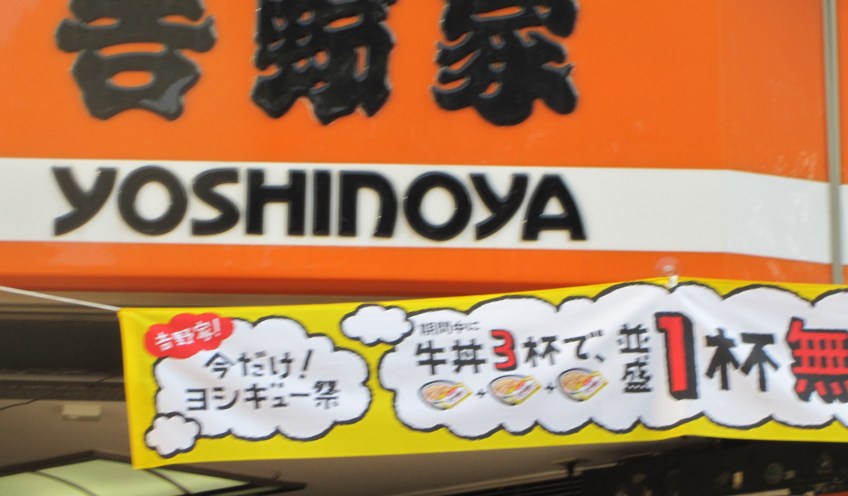 吉野家
YOSHINOYA
吉野家!
今だけ!
ヨシギュー祭
期間中に
牛丼3杯で、
並盛
1杯無